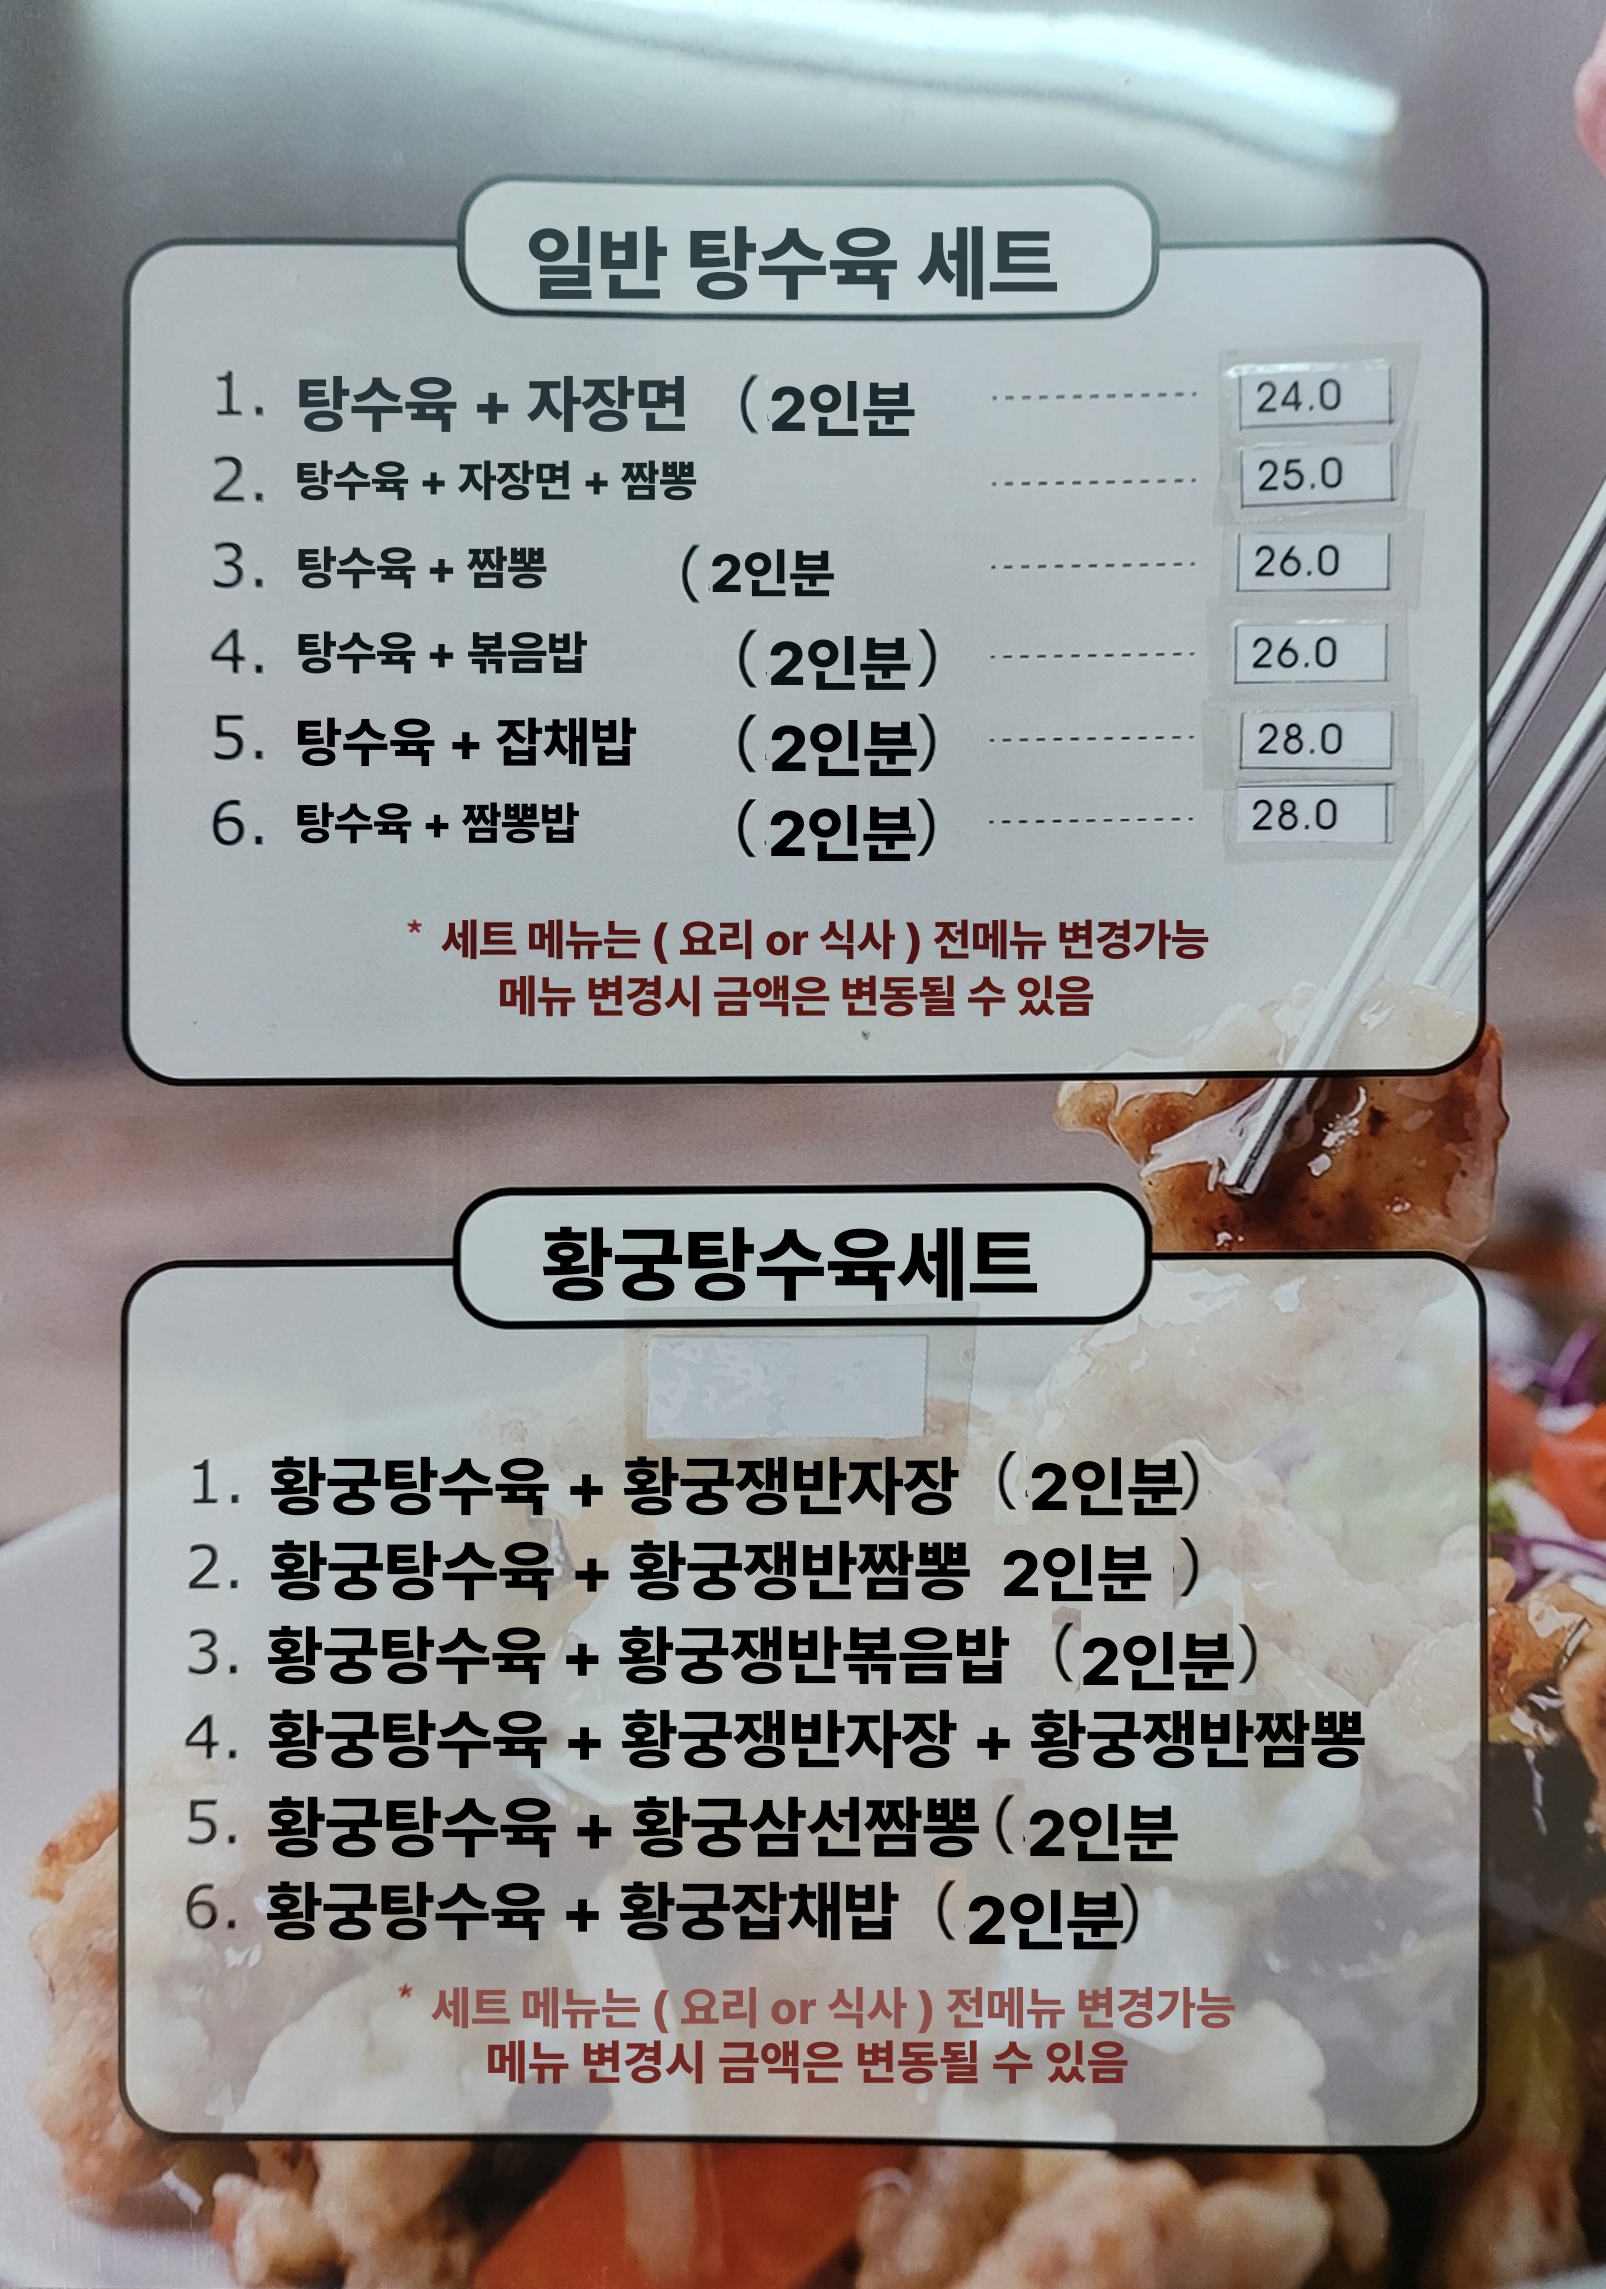 일반 탕수육 세트
1. 탕수육 + 자장면 (2인분 24.0
2. 탕수육 + 자장면 + 짬뽕 25.0
3. 탕수육 + 짬뽕 (2인분 26.0
4. 탕수육 + 볶음밥 (2인분) 26.0
5. 탕수육 + 잡채밥 (2인분) 28.0
6. 탕수육 + 짬뽕밥 (2인분) 28.0
* 세트 메뉴는 ( 요리 or 식사 ) 전메뉴 변경가능
메뉴 변경시 금액은 변동될 수 있음
황궁탕수육세트
1. 황궁탕수육 + 황궁쟁반자장 (2인분)
2. 황궁탕수육 + 황궁쟁반짬뽕 2인분 )
3. 황궁탕수육 + 황궁쟁반볶음밥 (2인분)
4. 황궁탕수육 + 황궁쟁반자장 + 황궁쟁반짬뽕
5. 황궁탕수육 + 황궁삼선짬뽕 (2인분
6. 황궁탕수육 + 황궁잡채밥 (2인분)
* 세트 메뉴는 ( 요리 or 식사 ) 전메뉴 변경가능
메뉴 변경시 금액은 변동될 수 있음